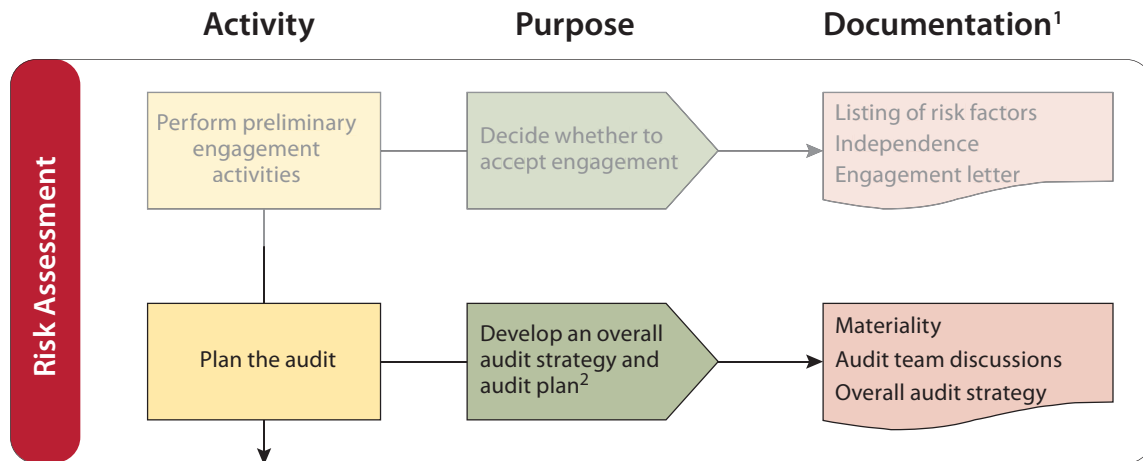 Activity
Purpose
Documentation¹
Risk Assessment
Perform preliminary
engagement
activities
Decide whether to
accept engagement
Listing of risk factors
Independence
Engagement letter
Plan the audit
Develop an overall
audit strategy and
audit plan²
Materiality
Audit team discussions
Overall audit strategy